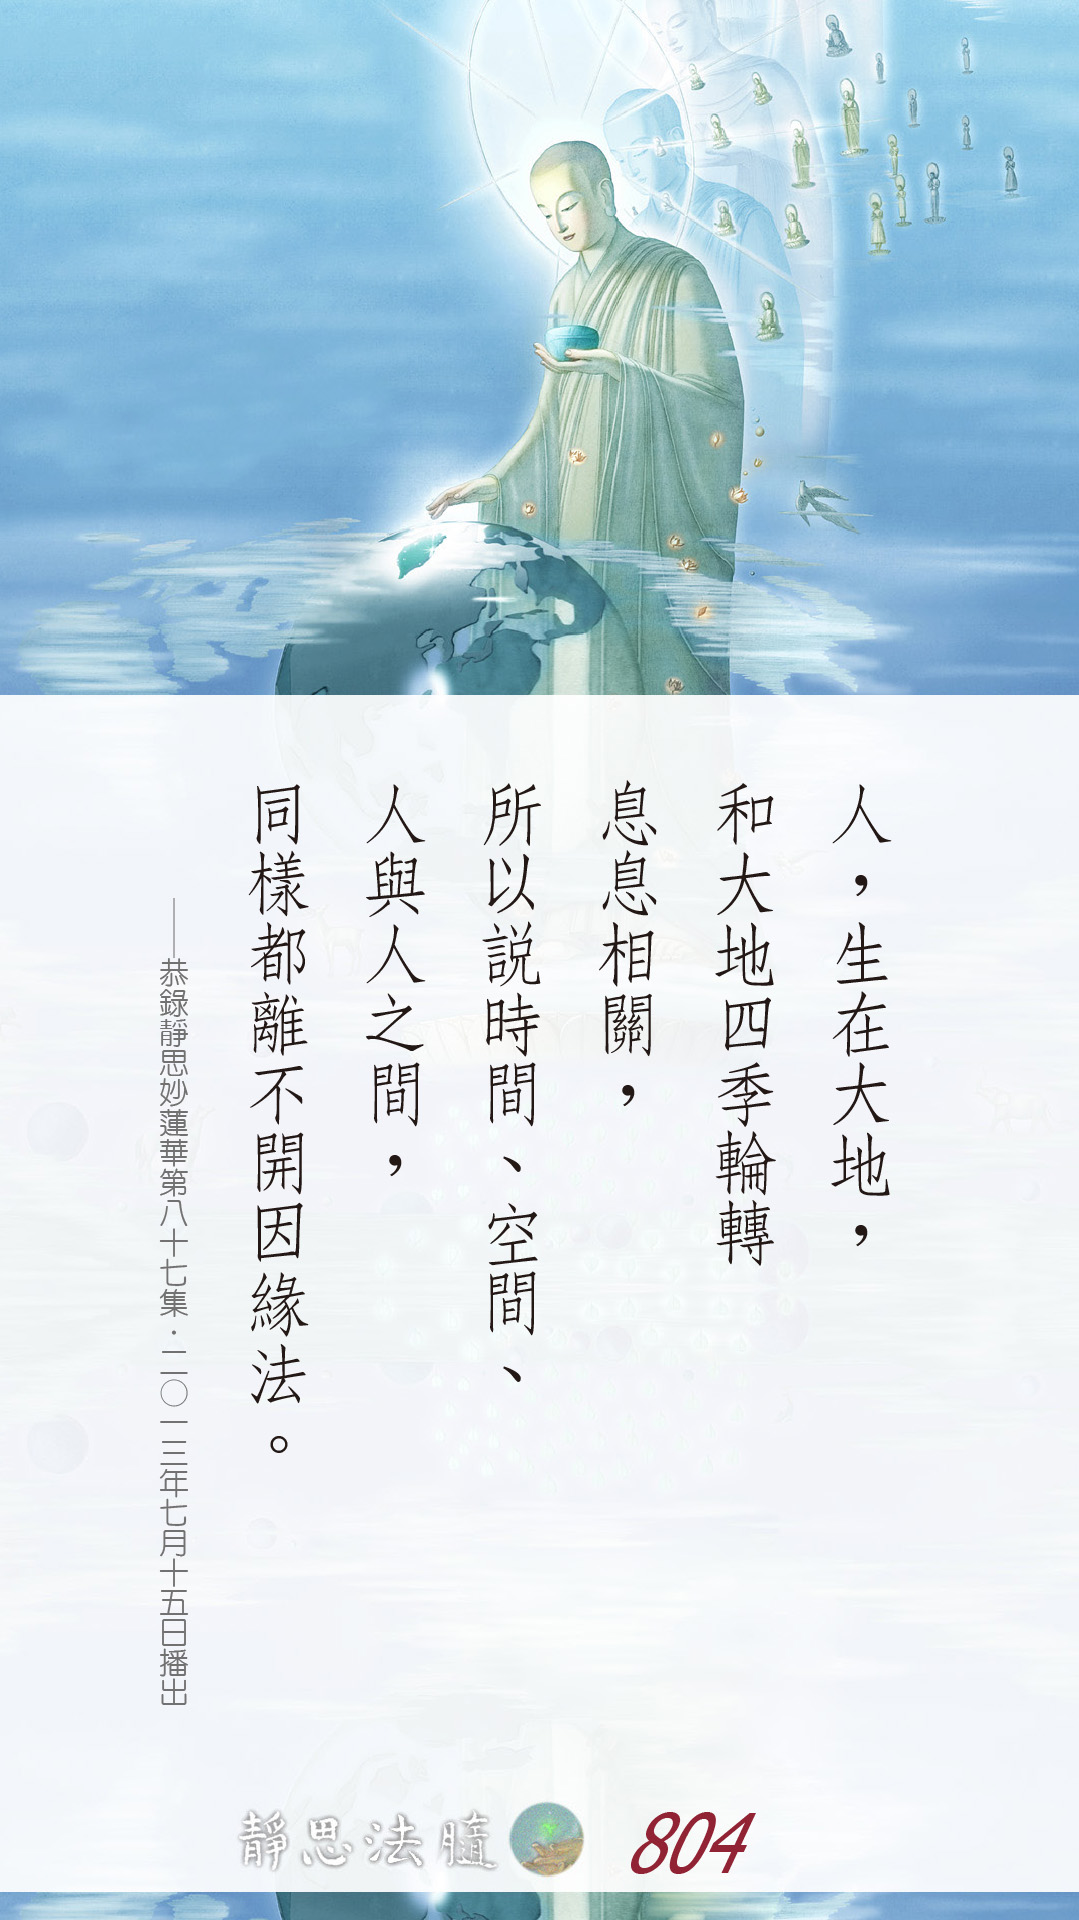 人，生在大地，
和大地四季輪轉
息息相關，
所以説時間、空間、
人與人之間，
同樣都離不開因緣法。
——恭錄靜思妙蓮華第八十七集．二〇一三年七月十五日播出
靜思法髓 804